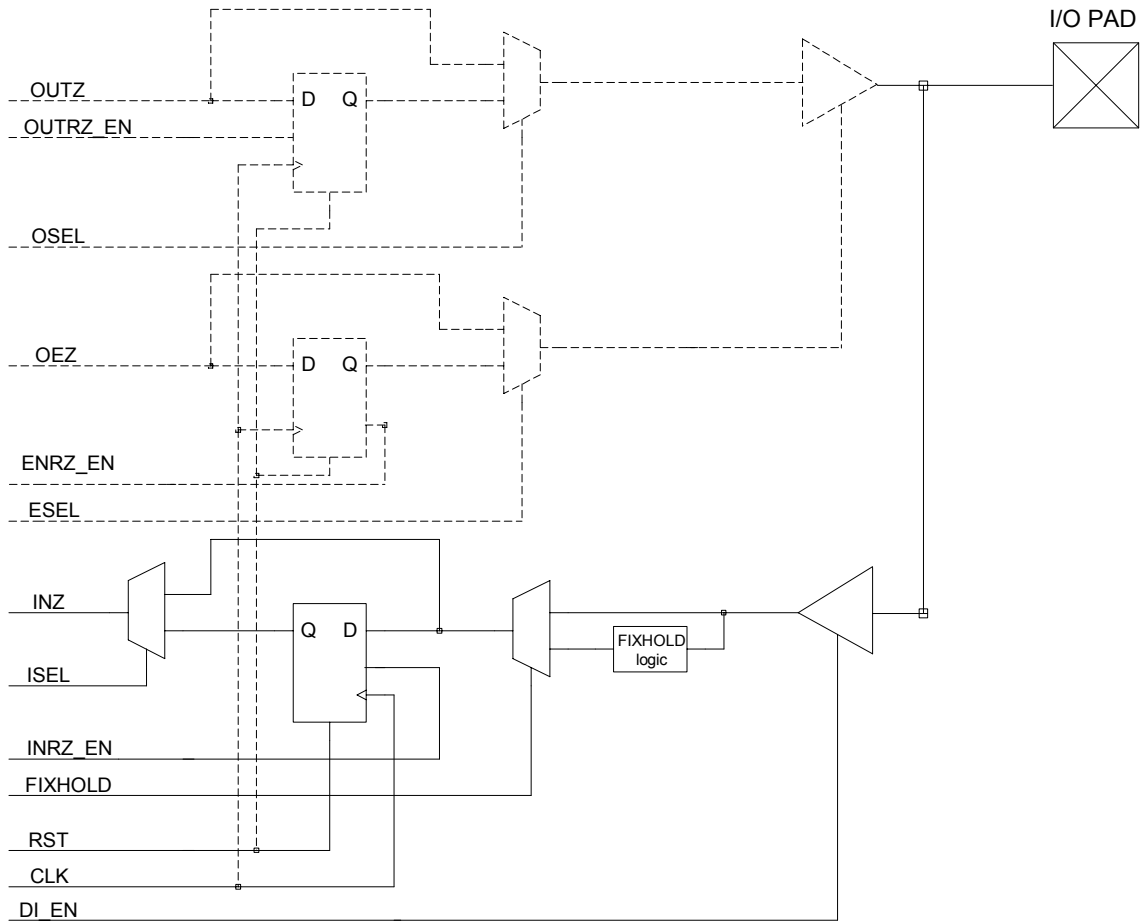 I/O PAD
OUTZ
D Q
OUTRZ_EN
OSEL
OEZ
D Q
ENRZ_EN
ESEL
INZ
Q D
FIXHOLD
logic
ISEL
INRZ_EN
FIXHOLD
RST
CLK
DI_EN